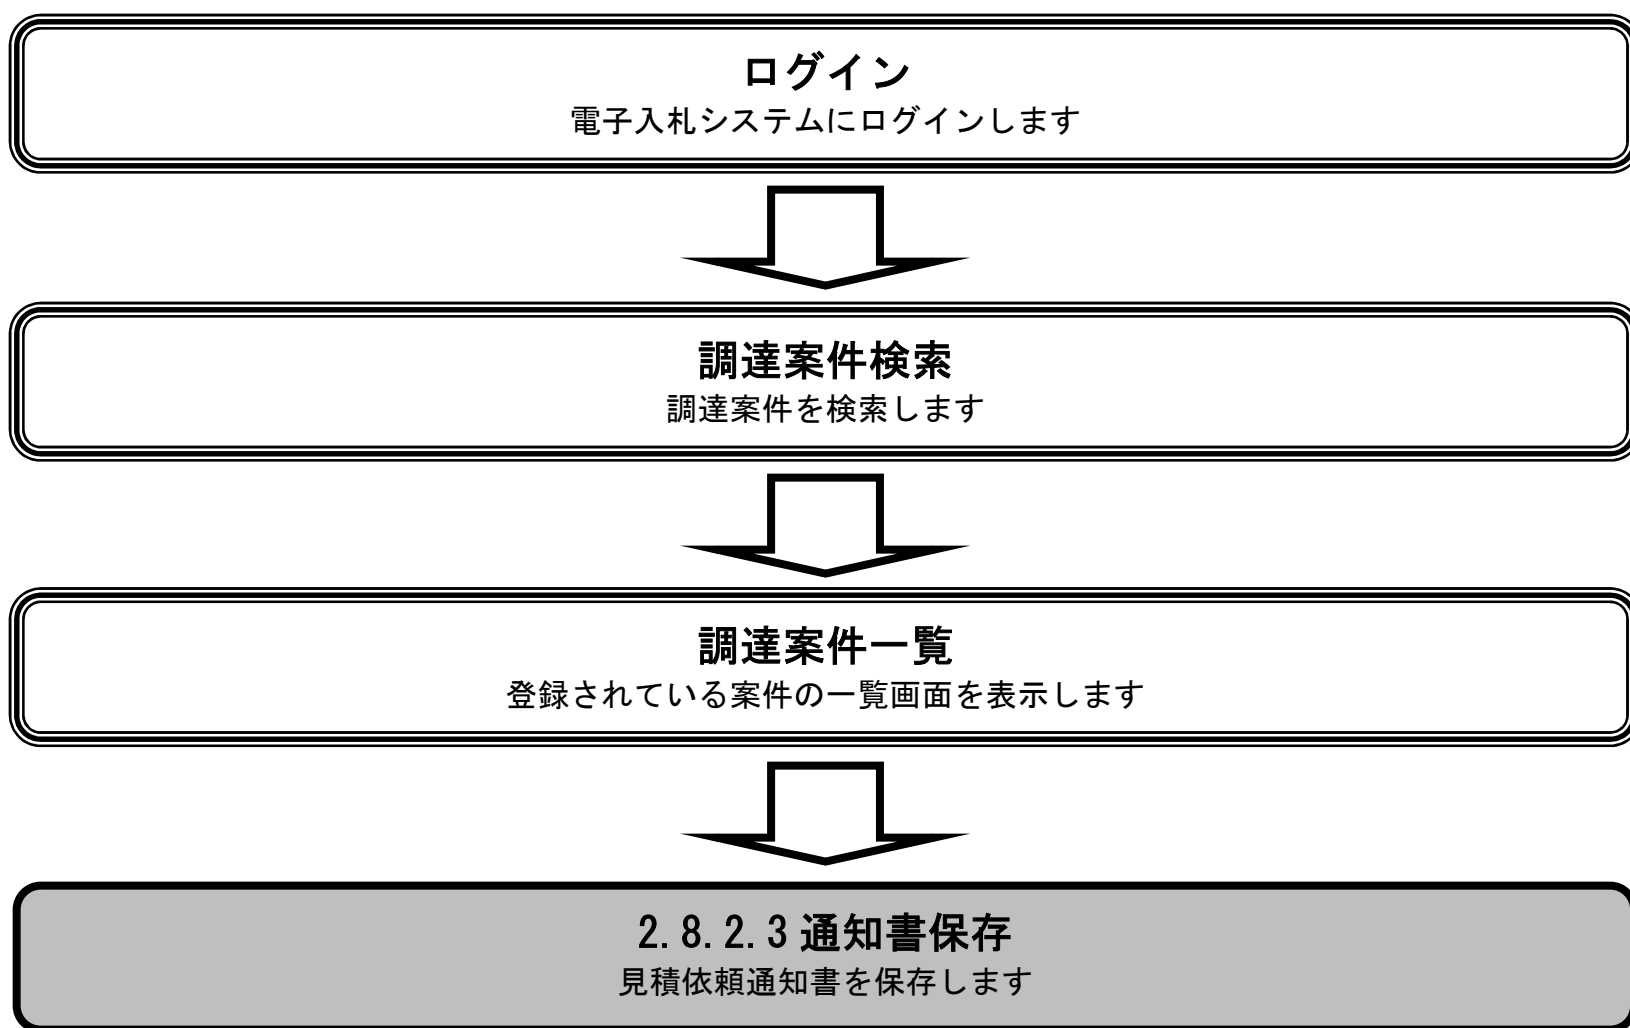 ログイン
電子入札システムにログインします
調達案件検索
調達案件を検索します
調達案件一覧
登録されている案件の一覧画面を表示します
2.8.2.3 通知書保存
見積依頼通知書を保存します